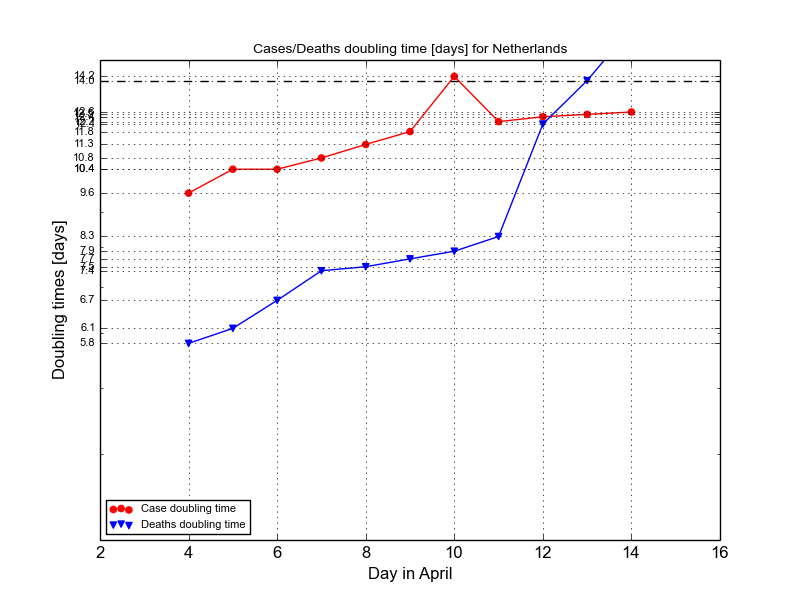 Cases/Deaths doubling time [days] for Netherlands
14.2
14.0
12.6
11.8
11.3
10.8
10.4
9.6
8.3
7.9
7.7
7.4
6.7
6.1
5.8
Doubling times [days]
Case doubling time
Deaths doubling time
2 4 6 8 10 12 14 16
Day in April